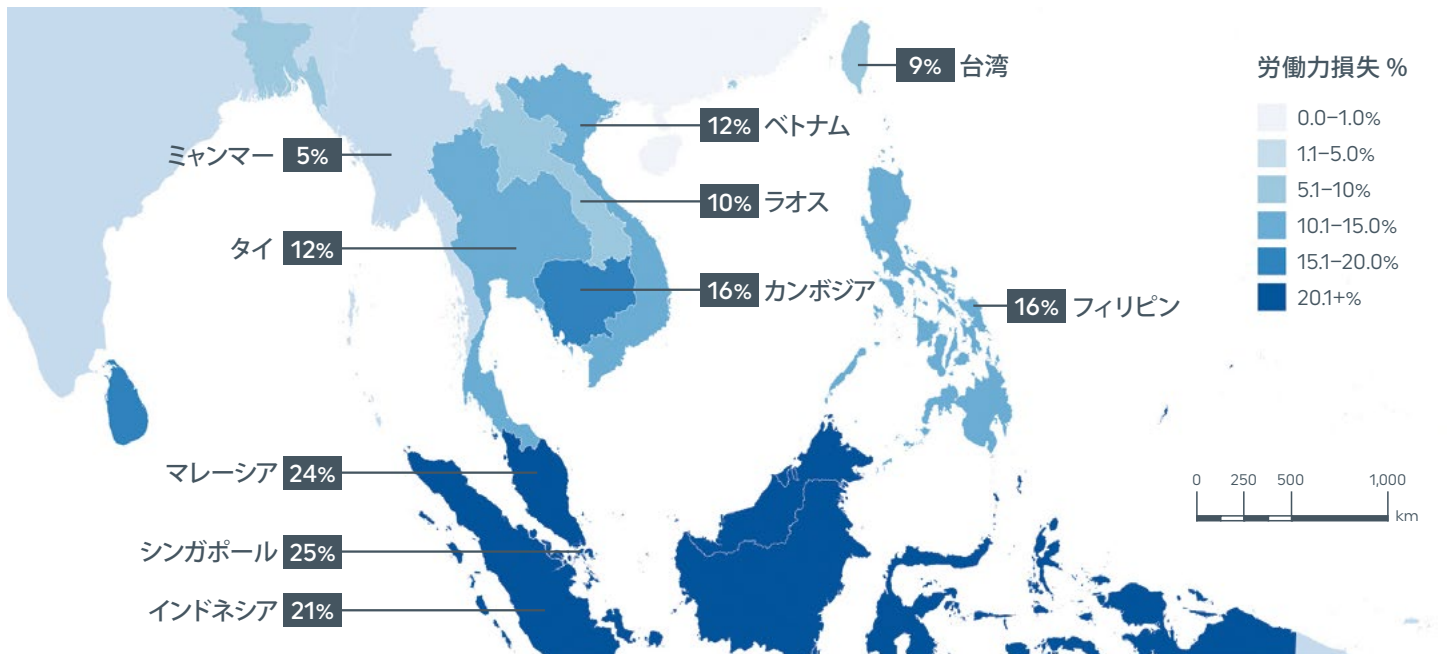 9% 台湾
労働力損失 %
0.0–1.0%
1.1–5.0%
5.1–10%
10.1–15.0%
15.1–20.0%
20.1+%
12% ベトナム
ミャンマー 5%
10% ラオス
タイ 12%
16% カンボジア
16% フィリピン
マレーシア 24%
0 250 500 1,000
km
シンガポール 25%
インドネシア 21%